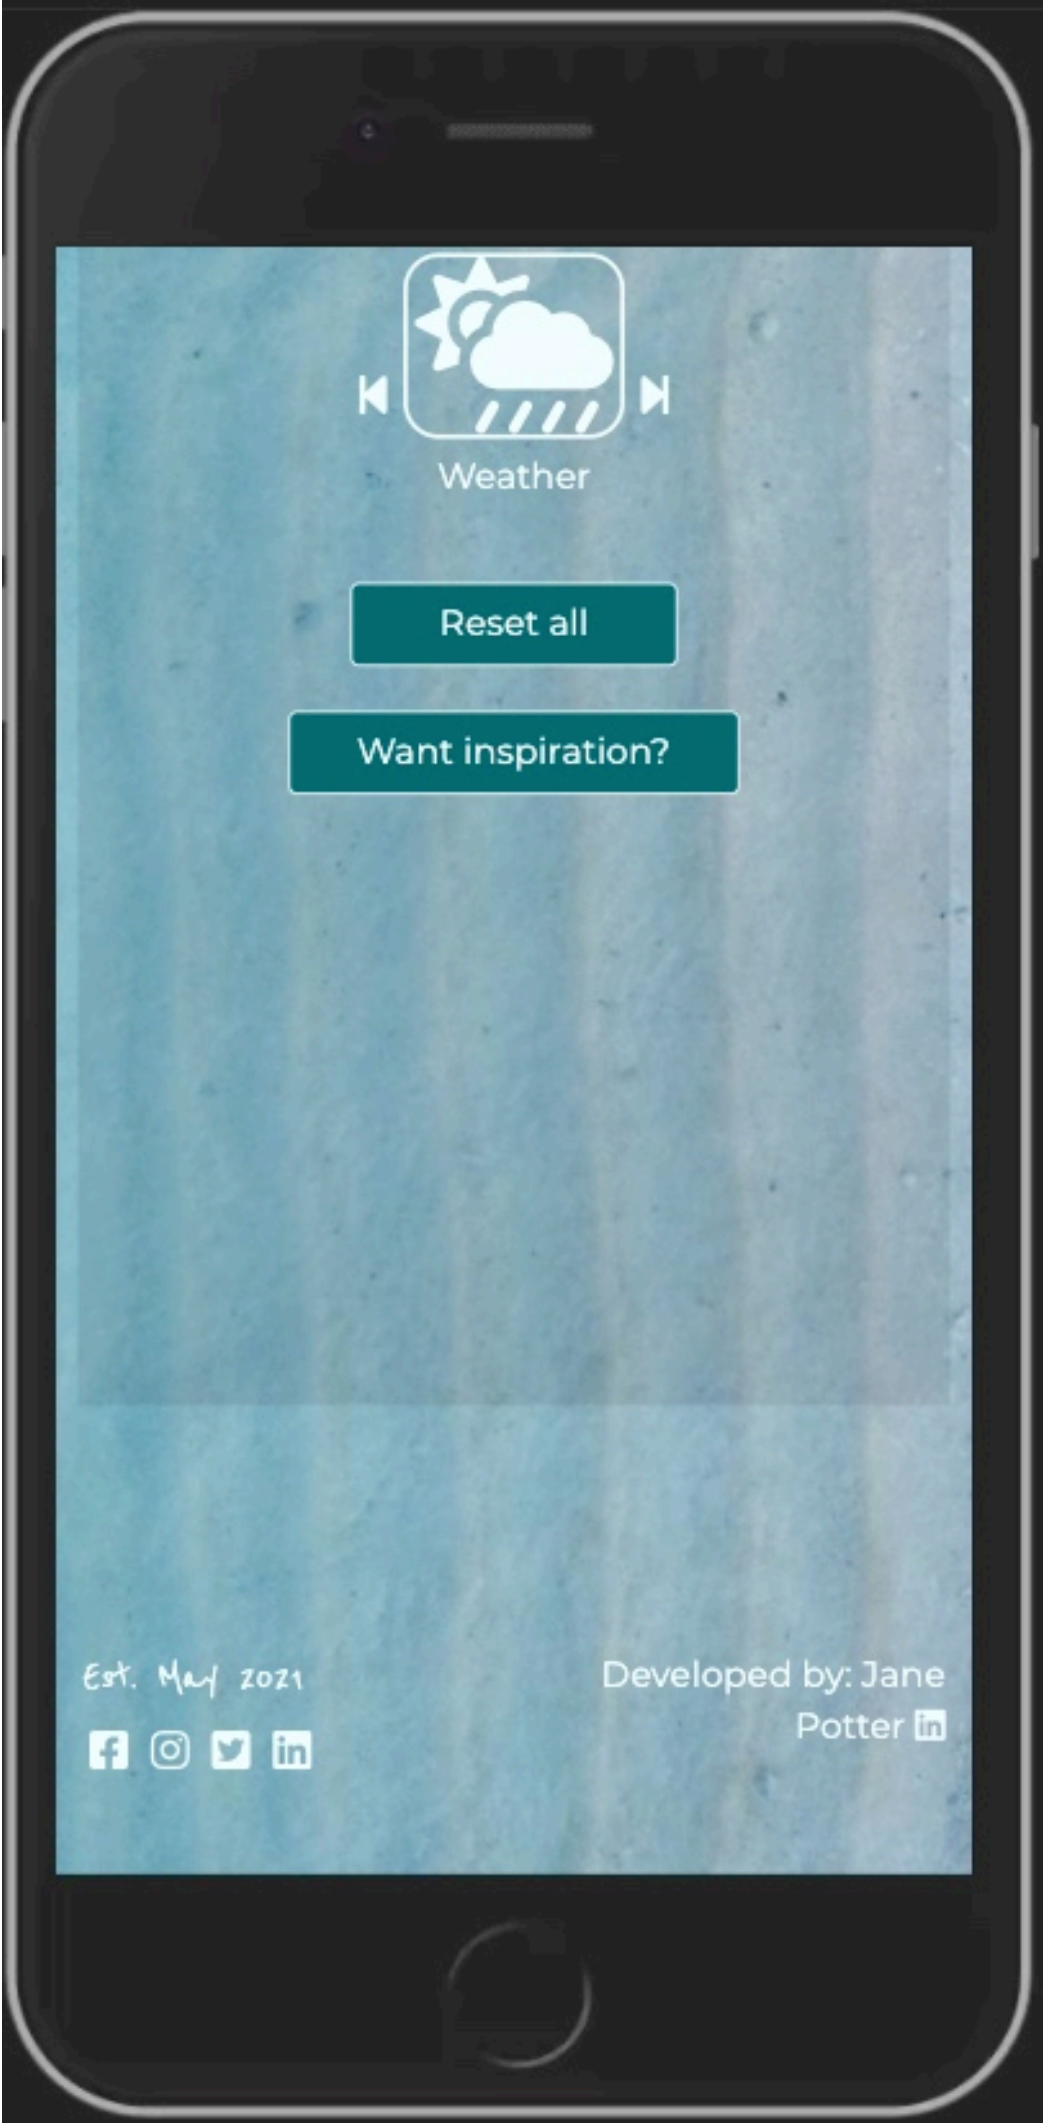 Weather
Reset all
Want inspiration?
Est. May 2021
Developed by: Jane
Potter